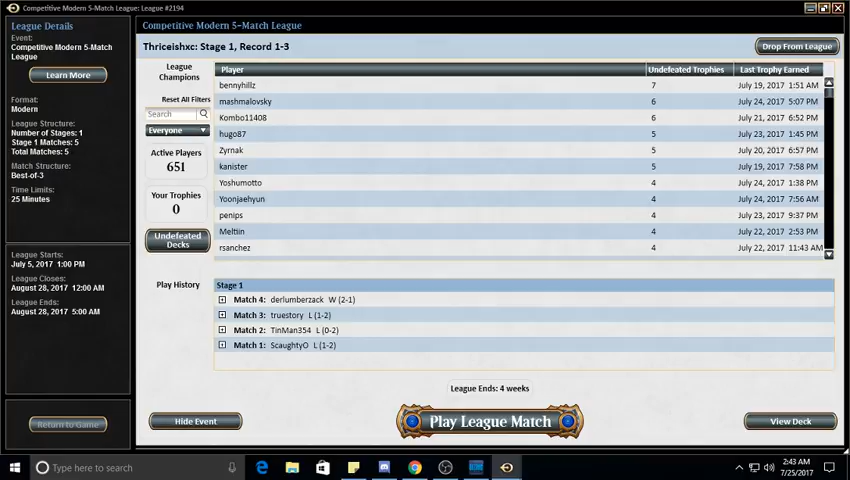 Competitive Modern 5-Match League: League #2194
League Details
Event:
Competitive Modern 5-Match
League
Learn More
Format:
Modern
League Structure:
Number of Stages: 1
Stage 1 Matches: 5
Total Matches: 5
Match Structure:
Best-of-3
Time Limits:
25 Minutes
League Starts:
July 5, 2017 1:00 PM
League Closes:
August 28, 2017 12:00 AM
League Ends:
August 28, 2017 5:00 AM
Return to Game
Competitive Modern 5-Match League
Thriceishxc: Stage 1, Record 1-3
Drop From League
League
Champions
Reset All Filters
Search
Everyone
Active Players
651
Your Trophies
0
Undefeated
Decks
Player Undefeated Trophies Last Trophy Earned
bennyhillz 7 July 19, 2017 1:51 AM
mashmalovsky 6 July 24, 2017 5:07 PM
Kombo11408 6 July 21, 2017 6:52 PM
hugo87 5 July 23, 2017 1:45 PM
Zyrnak 5 July 20, 2017 6:57 PM
kanister 5 July 19, 2017 7:58 PM
Yoshumotto 4 July 24, 2017 1:38 PM
Yoonjaehyun 4 July 24, 2017 7:56 AM
penips 4 July 23, 2017 9:37 PM
Meltiin 4 July 22, 2017 2:53 PM
rsanchez 4 July 22, 2017 11:43 AM
Play History
Stage 1
Match 4: derlumberzack W (2-1)
Match 3: truestory L (1-2)
Match 2: TinMan354 L (0-2)
Match 1: ScaughtyO L (1-2)
League Ends: 4 weeks
Hide Event
Play League Match
View Deck
Type here to search
2:43 AM
7/25/2017